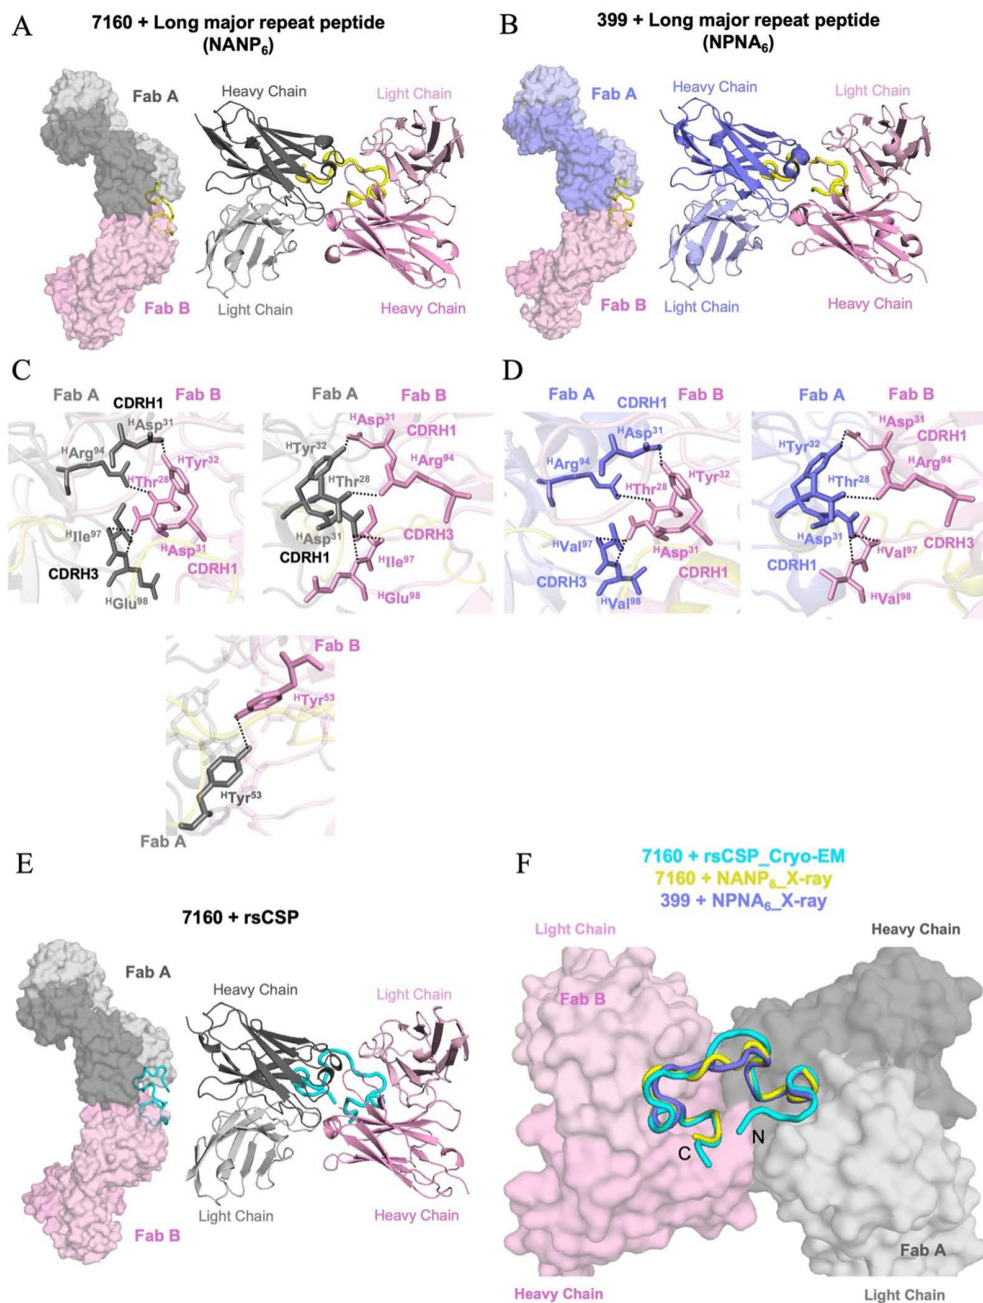 A
7160 + Long major repeat peptide
(NANP₆)
Fab A
Heavy Chain
Light Chain
Fab B
Light Chain
Heavy Chain
B
399 + Long major repeat peptide
(NPNA₆)
Fab A
Heavy Chain
Light Chain
Fab B
Light Chain
Heavy Chain
C
Fab A
Fab B
CDRH1
ᴴAsp³¹
ᴴArg⁹⁴
ᴴTyr³²
ᴴThr²⁸
ᴴIle⁹⁷
ᴴAsp³¹
CDRH3
CDRH1
ᴴGlu⁹⁸
Fab A
Fab B
ᴴAsp³¹
CDRH1
ᴴTyr³²
ᴴArg⁹⁴
ᴴThr²⁸
ᴴAsp³¹
CDRH3
CDRH1
ᴴIle⁹⁷
ᴴGlu⁹⁸
Fab B
ᴴTyr⁵³
ᴴTyr⁵³
Fab A
D
Fab A
Fab B
CDRH1
ᴴAsp³¹
ᴴArg⁹⁴
ᴴTyr³²
ᴴThr²⁸
ᴴVal⁹⁷
ᴴAsp³¹
CDRH3
CDRH1
ᴴVal⁹⁸
Fab A
Fab B
ᴴAsp³¹
CDRH1
ᴴTyr³²
ᴴArg⁹⁴
ᴴThr²⁸
ᴴAsp³¹
CDRH3
ᴴVal⁹⁷
CDRH1
ᴴVal⁹⁸
E
7160 + rsCSP
Fab A
Heavy Chain
Light Chain
Fab B
Light Chain
Heavy Chain
F
7160 + rsCSP_Cryo-EM
7160 + NANP₆_X-ray
399 + NPNA₆_X-ray
Light Chain
Heavy Chain
Fab B
N
C
Fab A
Heavy Chain
Light Chain